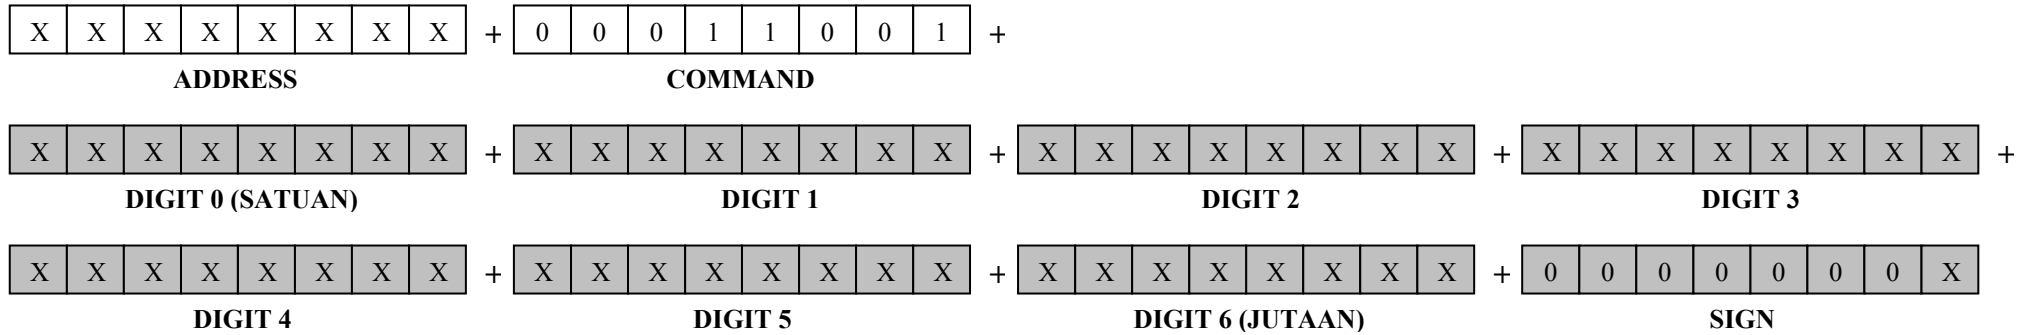 X X X X X X X X + 0 0 0 1 1 0 0 1 +
ADDRESS COMMAND
X X X X X X X X + X X X X X X X X + X X X X X X X X + X X X X X X X X +
DIGIT 0 (SATUAN) DIGIT 1 DIGIT 2 DIGIT 3
X X X X X X X X + X X X X X X X X + X X X X X X X X + 0 0 0 0 0 0 0 X
DIGIT 4 DIGIT 5 DIGIT 6 (JUTAAN) SIGN